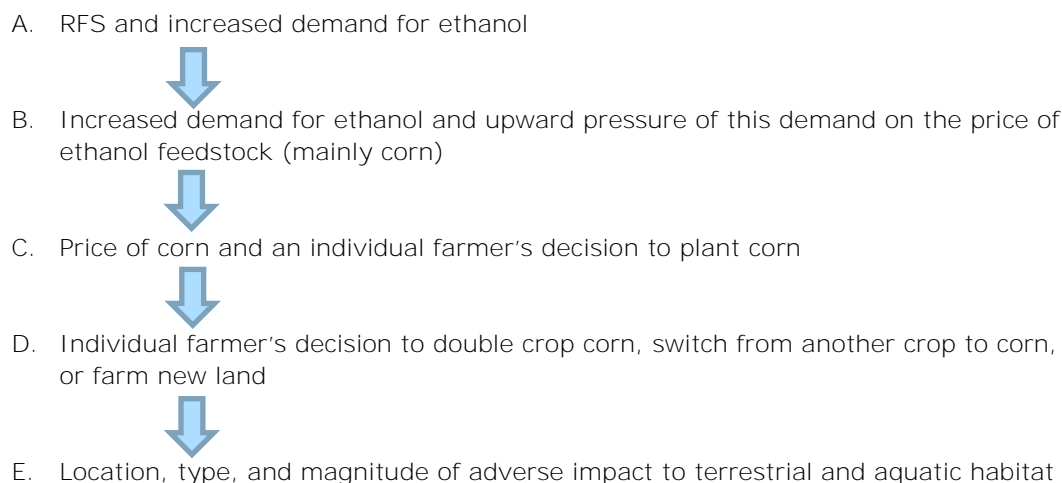 A. RFS and increased demand for ethanol
B. Increased demand for ethanol and upward pressure of this demand on the price of
ethanol feedstock (mainly corn)
C. Price of corn and an individual farmer's decision to plant corn
D. Individual farmer's decision to double crop corn, switch from another crop to corn,
or farm new land
E. Location, type, and magnitude of adverse impact to terrestrial and aquatic habitat